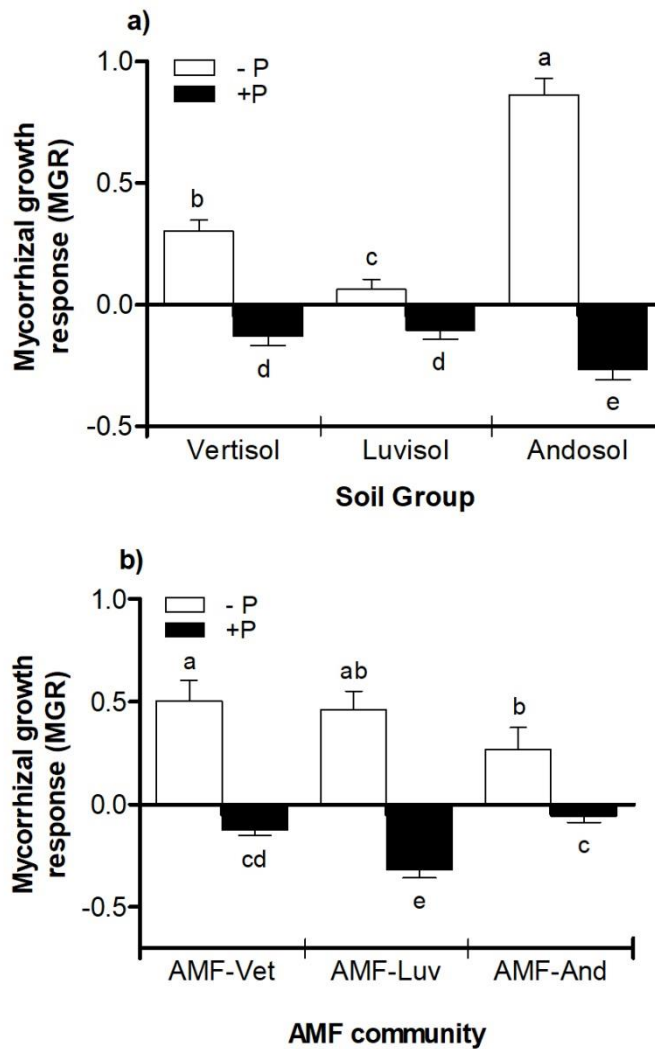 a)
- P
+P
Mycorrhizal growth
response (MGR)
1.0
0.5
0.0
-0.5
a
b
c
d
d
e
Vertisol Luvisol Andosol
Soil Group
b)
- P
+P
Mycorrhizal growth
response (MGR)
1.0
0.5
0.0
-0.5
a
ab
b
cd
e
c
AMF-Vet AMF-Luv AMF-And
AMF community